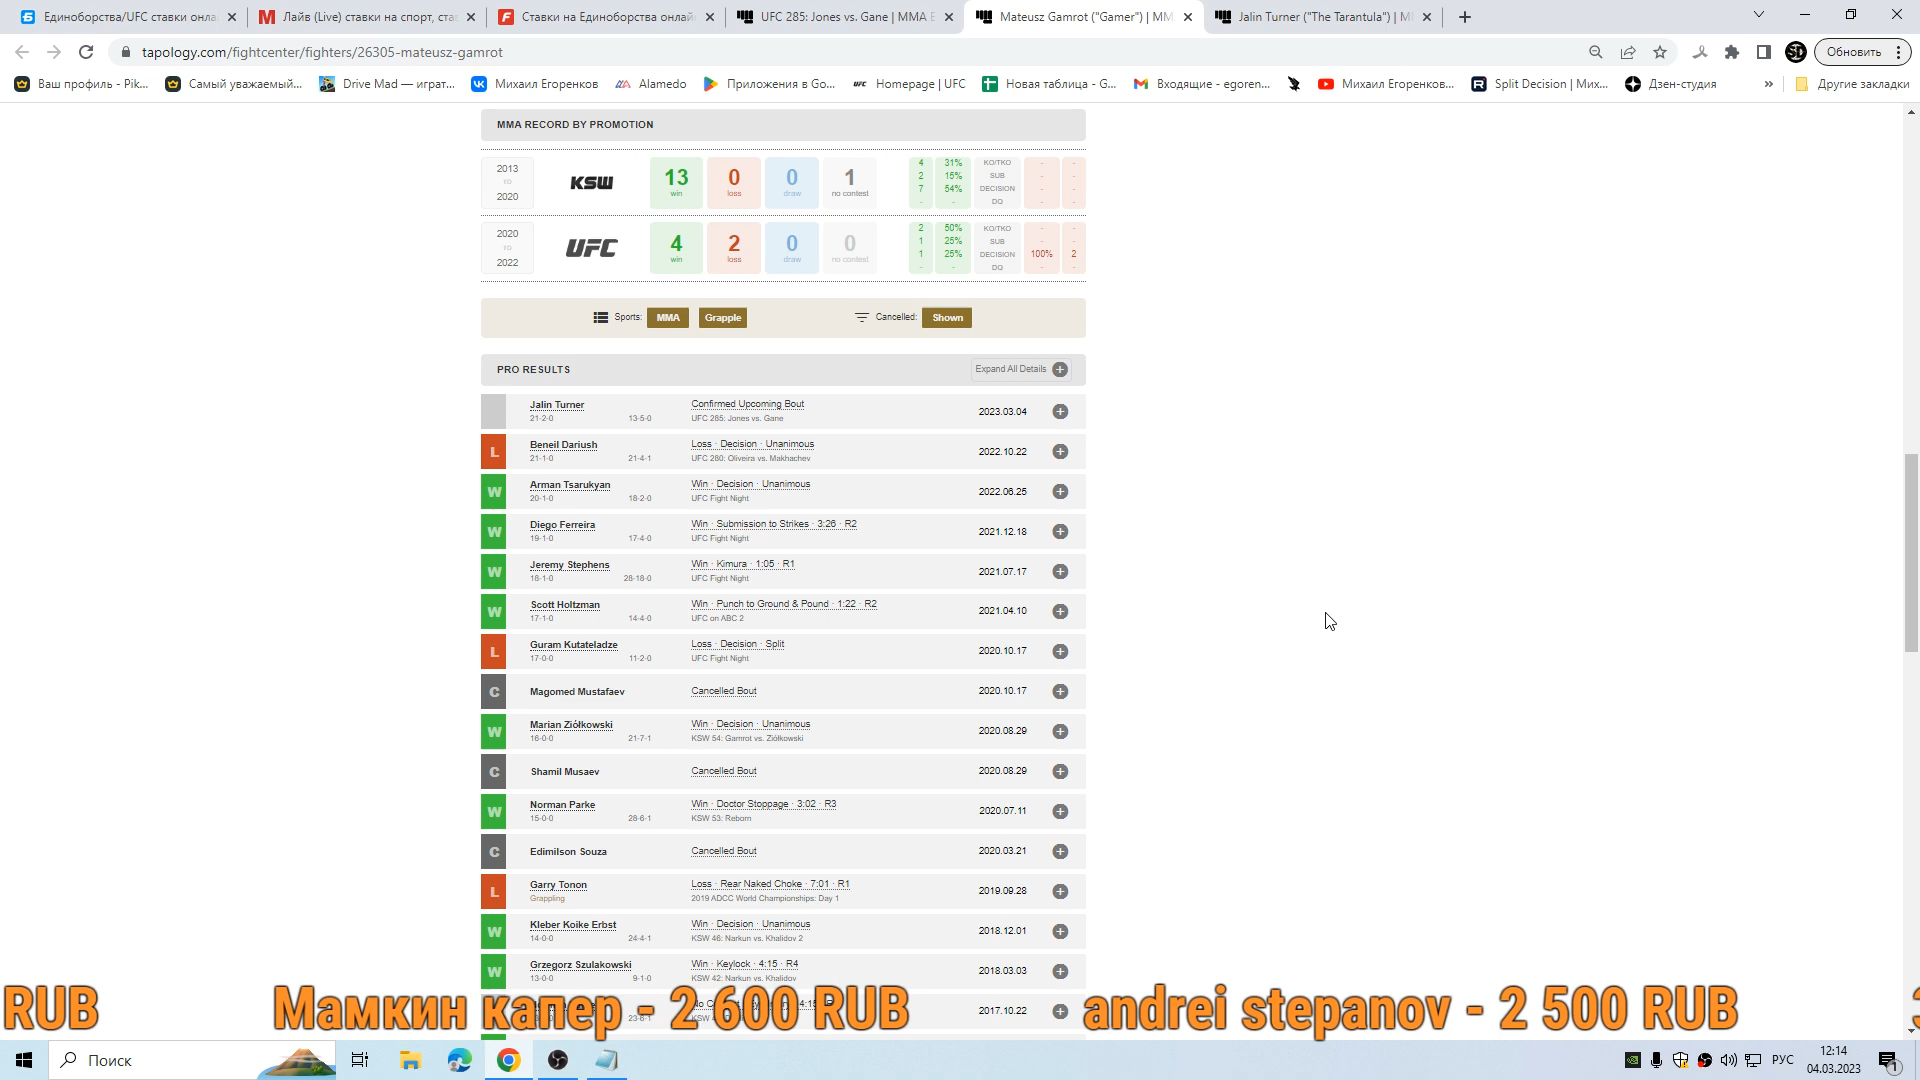 Единоборства/UFC ставки онла
Лайв (Live) ставки на спорт, ста
Ставки на Единоборства онлай
UFC 285: Jones vs. Gane | MMA E
Mateusz Gamrot ("Gamer") | MM
Jalin Turner ("The Tarantula") | M
tapology.com/fightcenter/fighters/26305-mateusz-gamrot
Обновить
Ваш профиль - Pik...
Самый уважаемый...
Drive Mad — играт...
Михаил Егоренков
Alamedo
Приложения в Go...
Homepage | UFC
Новая таблица - G...
Входящие - egoren...
Михаил Егоренков...
Split Decision | Мих...
Дзен-студия
»
Другие закладки
MMA RECORD BY PROMOTION
2013 TO 2020
KSW
13 win
0 loss
0 draw
1 no contest
4 31% KO/TKO - -
2 15% SUB - -
7 54% DECISION - -
- - DQ - -
2020 TO 2022
UFC
4 win
2 loss
0 draw
0 no contest
2 50% KO/TKO - -
1 25% SUB - -
1 25% DECISION 100% 2
- - DQ - -
Sports: MMA Grapple
Cancelled: Shown
PRO RESULTS
Expand All Details
Jalin Turner Confirmed Upcoming Bout 2023.03.04
21-2-0 13-5-0 UFC 285: Jones vs. Gane
L Beneil Dariush Loss · Decision · Unanimous 2022.10.22
21-1-0 21-4-1 UFC 280: Oliveira vs. Makhachev
W Arman Tsarukyan Win · Decision · Unanimous 2022.06.25
20-1-0 18-2-0 UFC Fight Night
W Diego Ferreira Win · Submission to Strikes · 3:26 · R2 2021.12.18
19-1-0 17-4-0 UFC Fight Night
W Jeremy Stephens Win · Kimura · 1:05 · R1 2021.07.17
18-1-0 28-18-0 UFC Fight Night
W Scott Holtzman Win · Punch to Ground & Pound · 1:22 · R2 2021.04.10
17-1-0 14-4-0 UFC on ABC 2
L Guram Kutateladze Loss · Decision · Split 2020.10.17
17-0-0 11-2-0 UFC Fight Night
C Magomed Mustafaev Cancelled Bout 2020.10.17
W Marian Ziółkowski Win · Decision · Unanimous 2020.08.29
16-0-0 21-7-1 KSW 54: Gamrot vs. Ziółkowski
C Shamil Musaev Cancelled Bout 2020.08.29
W Norman Parke Win · Doctor Stoppage · 3:02 · R3 2020.07.11
15-0-0 28-6-1 KSW 53: Reborn
C Edimilson Souza Cancelled Bout 2020.03.21
L Garry Tonon Loss · Rear Naked Choke · 7:01 · R1 2019.09.28
Grappling 2019 ADCC World Championships: Day 1
W Kleber Koike Erbst Win · Decision · Unanimous 2018.12.01
14-0-0 24-4-1 KSW 46: Narkun vs. Khalidov 2
W Grzegorz Szulakowski Win · Keylock · 4:15 · R4 2018.03.03
13-0-0 9-1-0 KSW 42: Narkun vs. Khalidov
2017.10.22
23-6-1
RUB Мамкин капер - 2 600 RUB andrei stepanov - 2 500 RUB
Поиск
РУС
12:14
04.03.2023
1